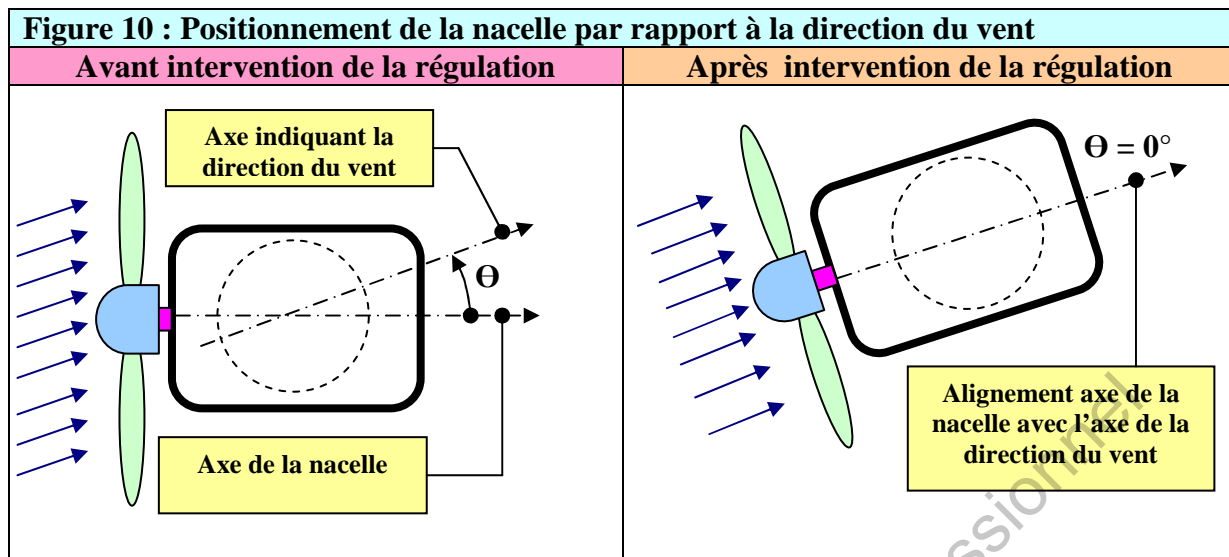 Figure 10 : Positionnement de la nacelle par rapport à la direction du vent
Avant intervention de la régulation
Après intervention de la régulation
Axe indiquant la
direction du vent
Θ
Axe de la nacelle
Θ = 0°
Alignement axe de la
nacelle avec l'axe de la
direction du vent
ssionnel